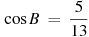 cos B = 5/13